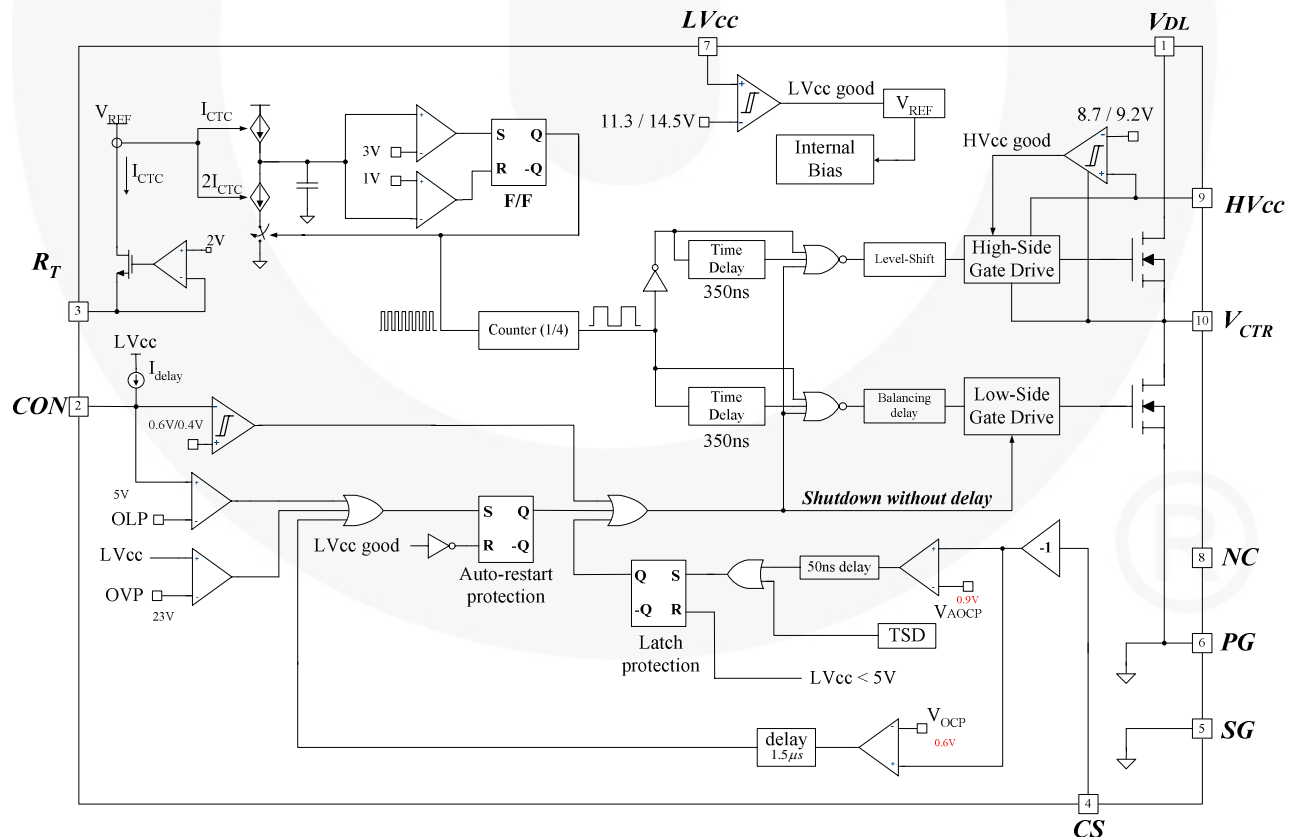 LVcc
VDL
7
1
VREF
ICTC
LVcc good
VREF
8.7 / 9.2V
11.3 / 14.5V
HVcc good
3V
S
Q
Internal
Bias
ICTC
1V
R
-Q
2ICTC
F/F
9
HVcc
2V
RT
Time
Delay
350ns
Level-Shift
High-Side
Gate Drive
3
Counter (1/4)
10
VCTR
LVcc
Idelay
CON
2
Time
Delay
350ns
Balancing
delay
Low-Side
Gate Drive
0.6V/0.4V
5V
OLP
S
Q
Shutdown without delay
LVcc good
R
-Q
LVcc
Auto-restart
protection
-1
8
NC
50ns delay
OVP
23V
Q
S
-Q
R
0.9V
VAOCP
TSD
Latch
protection
6
PG
LVcc < 5V
VOCP
0.6V
delay
1.5μs
5
SG
4
CS
®